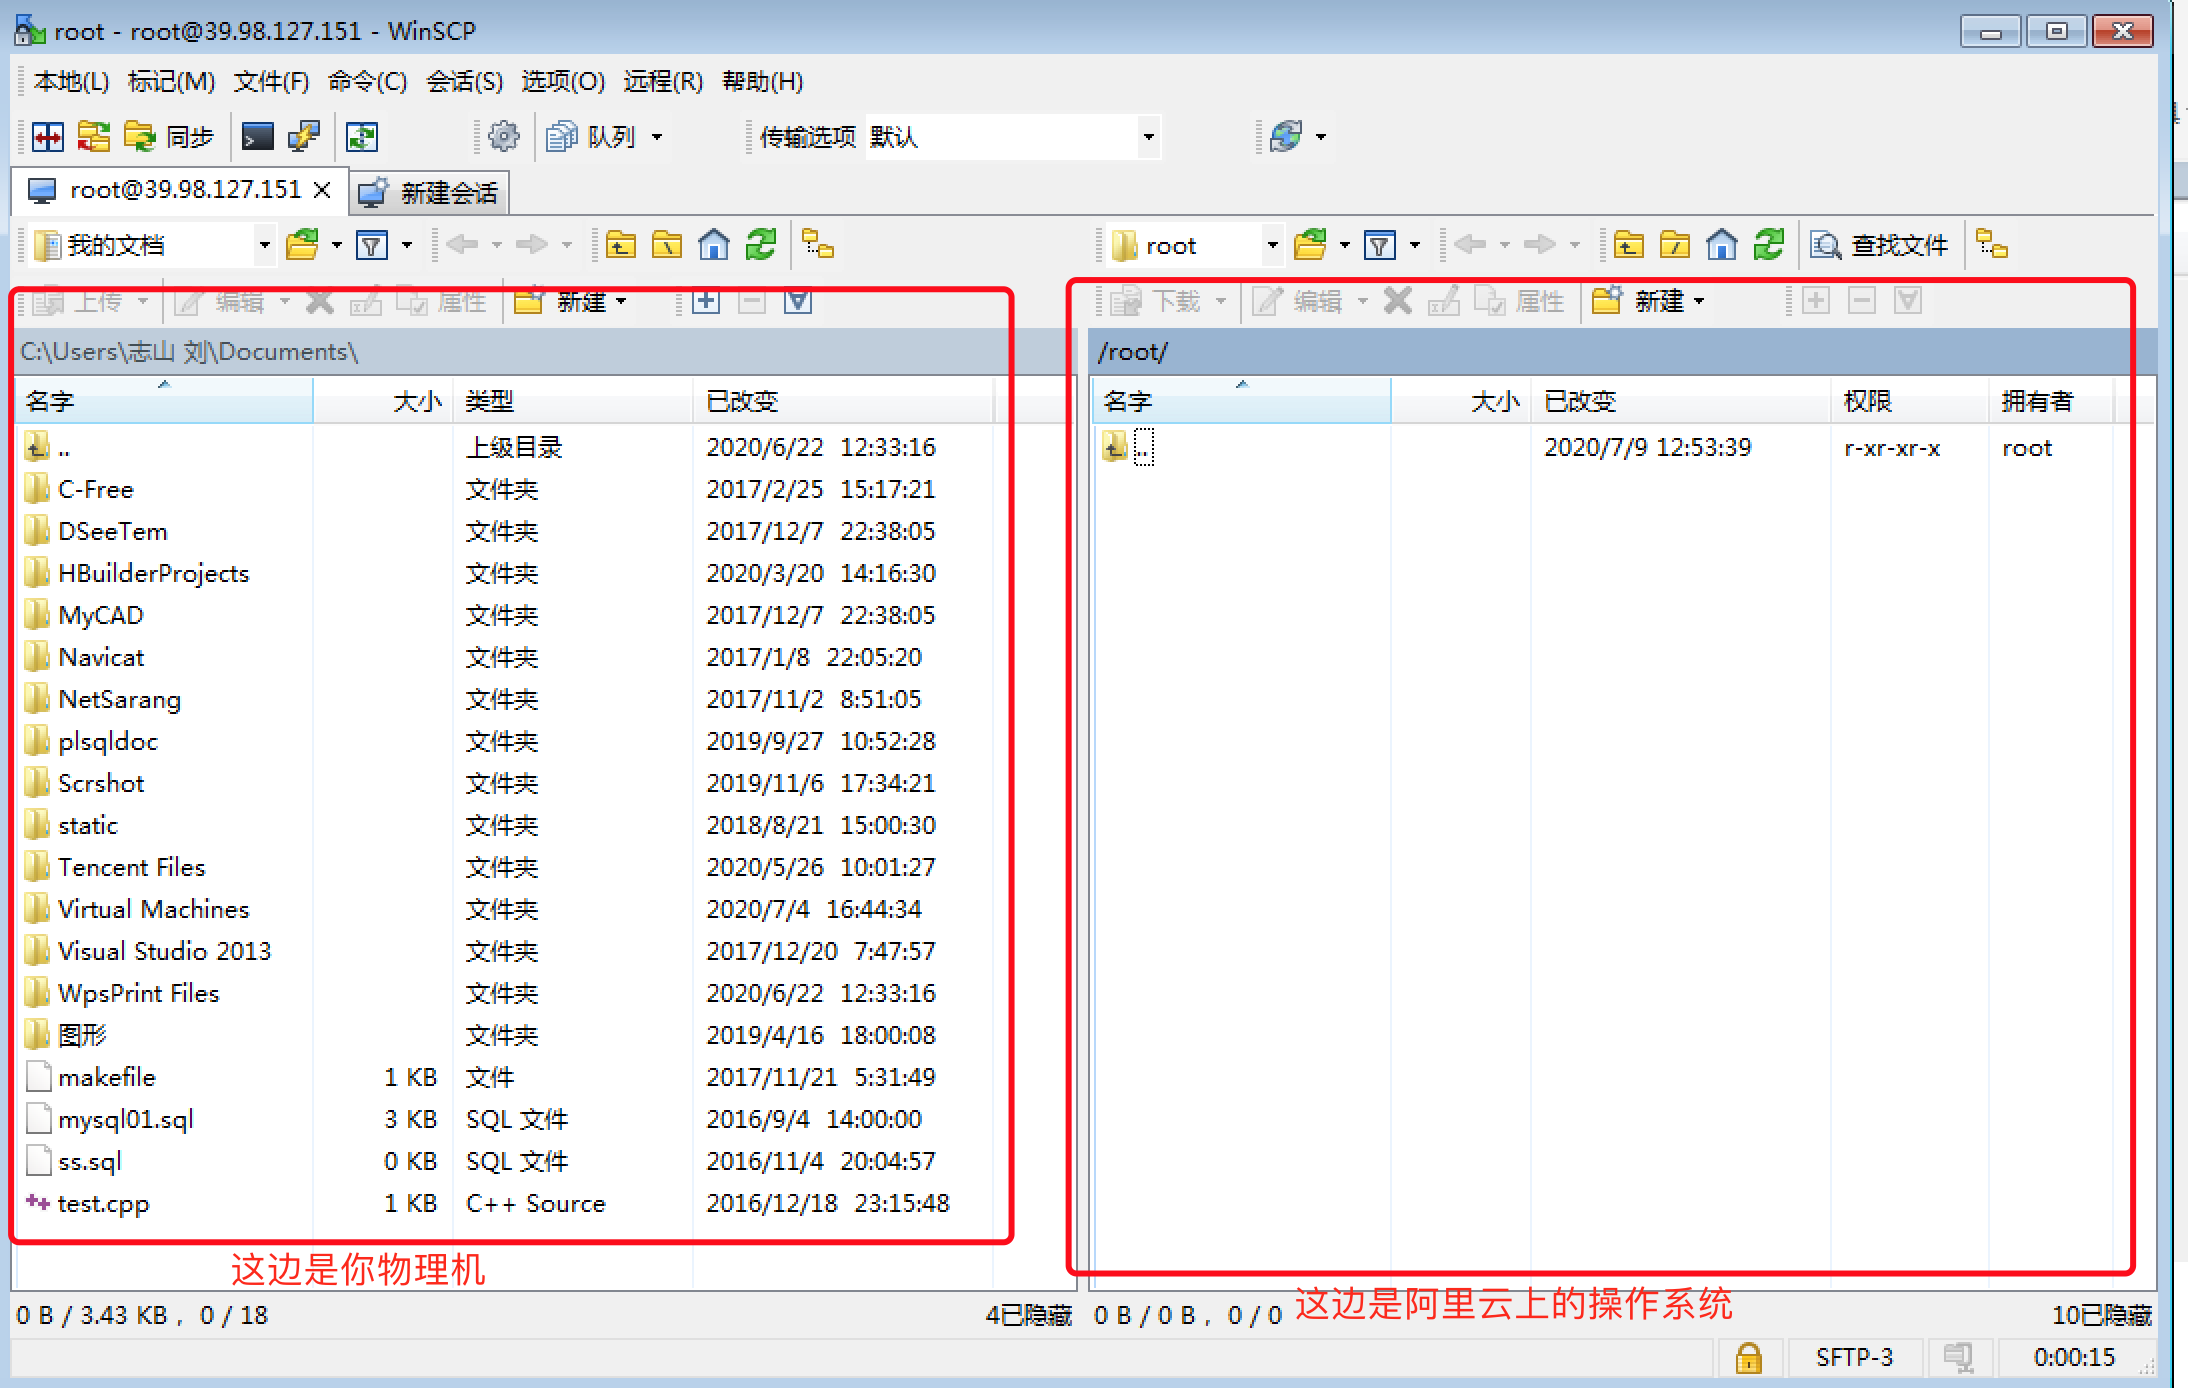 root - root@39.98.127.151 - WinSCP
本地(L) 标记(M) 文件(F) 命令(C) 会话(S) 选项(O) 远程(R) 帮助(H)
同步 队列 传输选项 默认
root@39.98.127.151 新建会话
我的文档 root 查找文件
上传 编辑 属性 新建 下载 编辑 属性 新建
C:\Users\志山 刘\Documents\ /root/
名字 大小 类型 已改变 名字 大小 已改变 权限 拥有者
.. 上级目录 2020/6/22 12:33:16 .. 2020/7/9 12:53:39 r-xr-xr-x root
C-Free 文件夹 2017/2/25 15:17:21
DSeeTem 文件夹 2017/12/7 22:38:05
HBuilderProjects 文件夹 2020/3/20 14:16:30
MyCAD 文件夹 2017/12/7 22:38:05
Navicat 文件夹 2017/1/8 22:05:20
NetSarang 文件夹 2017/11/2 8:51:05
plsqldoc 文件夹 2019/9/27 10:52:28
Scrshot 文件夹 2019/11/6 17:34:21
static 文件夹 2018/8/21 15:00:30
Tencent Files 文件夹 2020/5/26 10:01:27
Virtual Machines 文件夹 2020/7/4 16:44:34
Visual Studio 2013 文件夹 2017/12/20 7:47:57
WpsPrint Files 文件夹 2020/6/22 12:33:16
图形 文件夹 2019/4/16 18:00:08
makefile 1 KB 文件 2017/11/21 5:31:49
mysql01.sql 3 KB SQL 文件 2016/9/4 14:00:00
ss.sql 0 KB SQL 文件 2016/11/4 20:04:57
test.cpp 1 KB C++ Source 2016/12/18 23:15:48
这边是你物理机
这边是阿里云上的操作系统
0 B / 3.43 KB , 0 / 18 4已隐藏 0 B / 0 B , 0 / 0 10已隐藏
SFTP-3 0:00:15